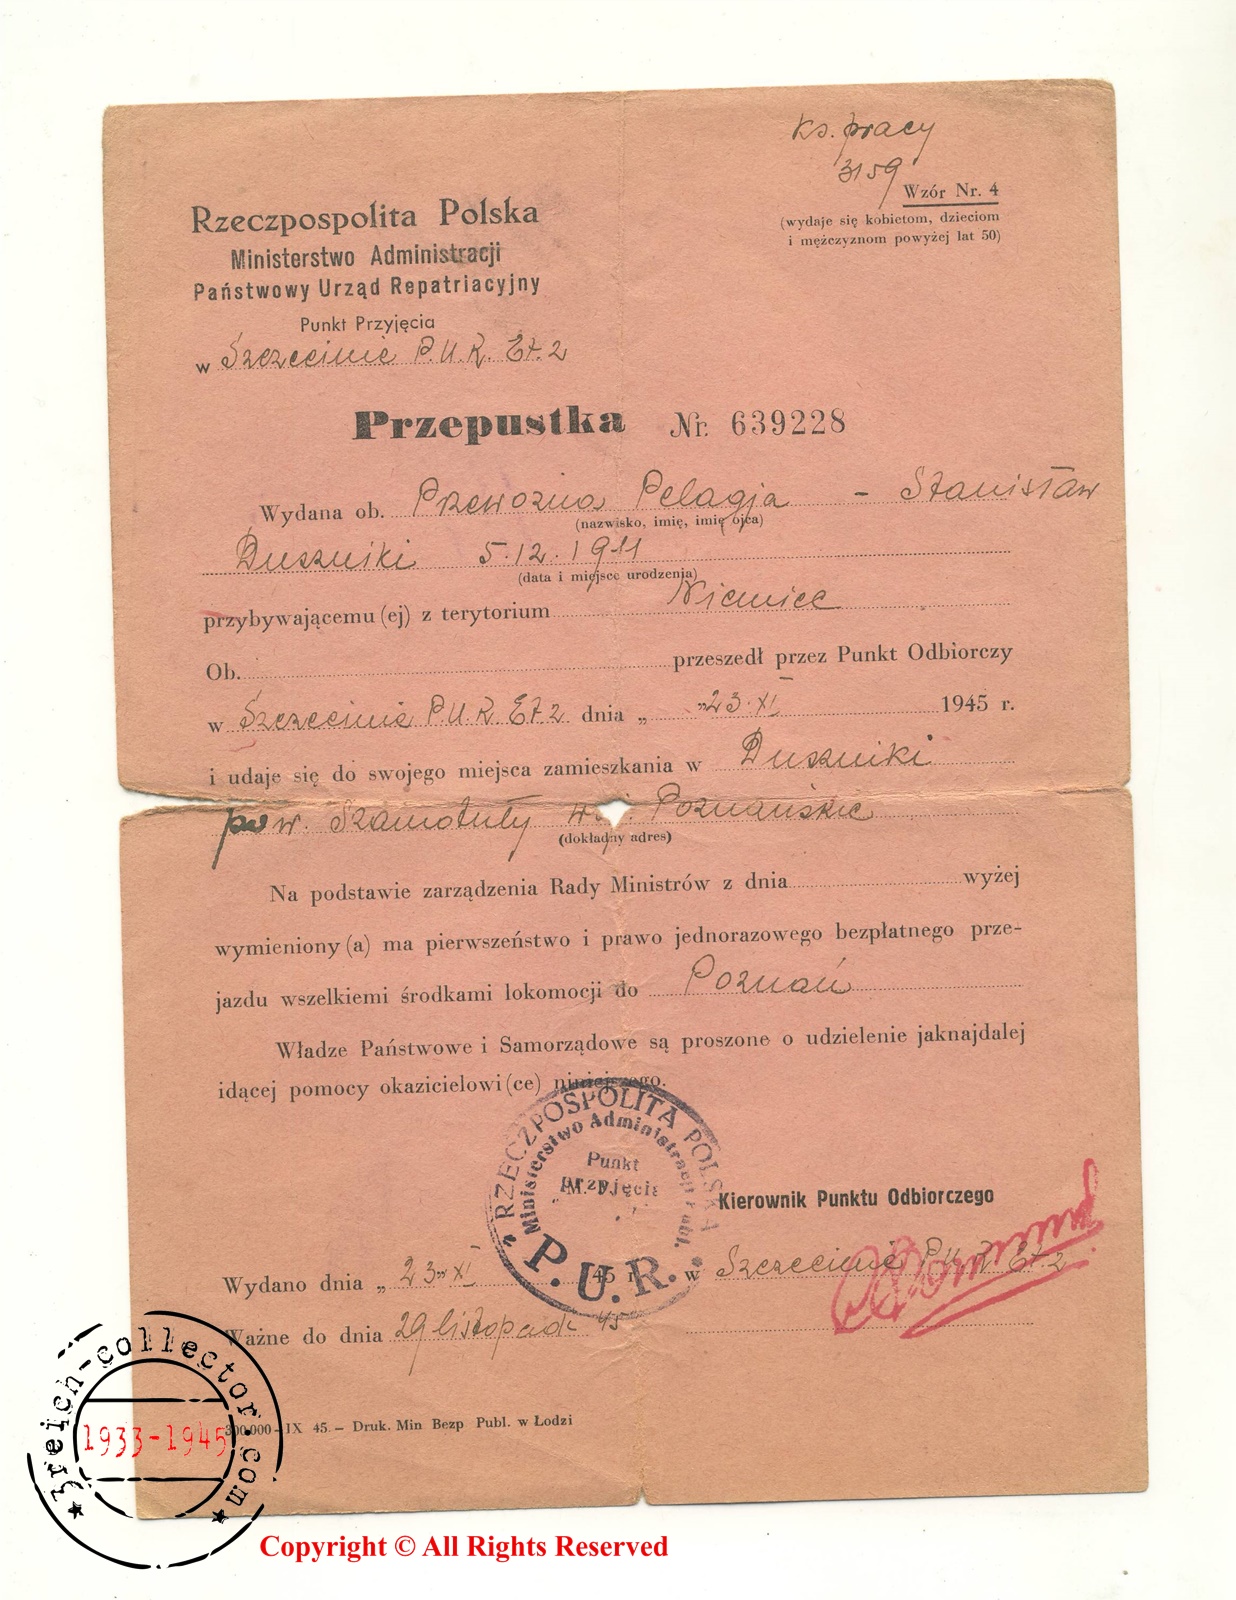 ks. pracy
3159
Wzór Nr. 4
(wydaje się kobietom, dzieciom
i mężczyznom powyżej lat 50)
Rzeczpospolita Polska
Ministerstwo Administracji
Państwowy Urząd Repatriacyjny
Punkt Przyjęcia
w Szczecinie P.U.R. Et. 2
Przepustka Nr. 639228
Wydana ob. Przewozna Pelagja - Stanisław
(nazwisko, imię, imię ojca)
Duszniki 5.12.1911
(data i miejsce urodzenia)
przybywającemu (ej) z terytorium Niemiec
Ob. przeszedł przez Punkt Odbiorczy
w Szczecinie P.U.R. Et 2 dnia „ 23 XI 1945 r.
i udaje się do swojego miejsca zamieszkania w Duszniki
pow. Szamotuły woj. Poznańskie
(dokładny adres)
Na podstawie zarządzenia Rady Ministrów z dnia wyżej
wymieniony (a) ma pierwszeństwo i prawo jednorazowego bezpłatnego prze-
jazdu wszelkiemi środkami lokomocji do Poznań
Władze Państwowe i Samorządowe są proszone o udzielenie jaknajdalej
idącej pomocy okazicielowi (ce) niniejszego.
RZECZPOSPOLITA POLSKA
Ministerstwo Administracji Publ.
Punkt
Przyjęcia
P.U.R.
Kierownik Punktu Odbiorczego
Wydano dnia „ 23 XI 45 r. w Szczecinie P.U.R. Et. 2
Ważne do dnia 29 listopad 45
300.000 - IX 45 - Druk. Min Bezp Publ. w Łodzi
3reich-collector.com
1933-1945
Copyright © All Rights Reserved